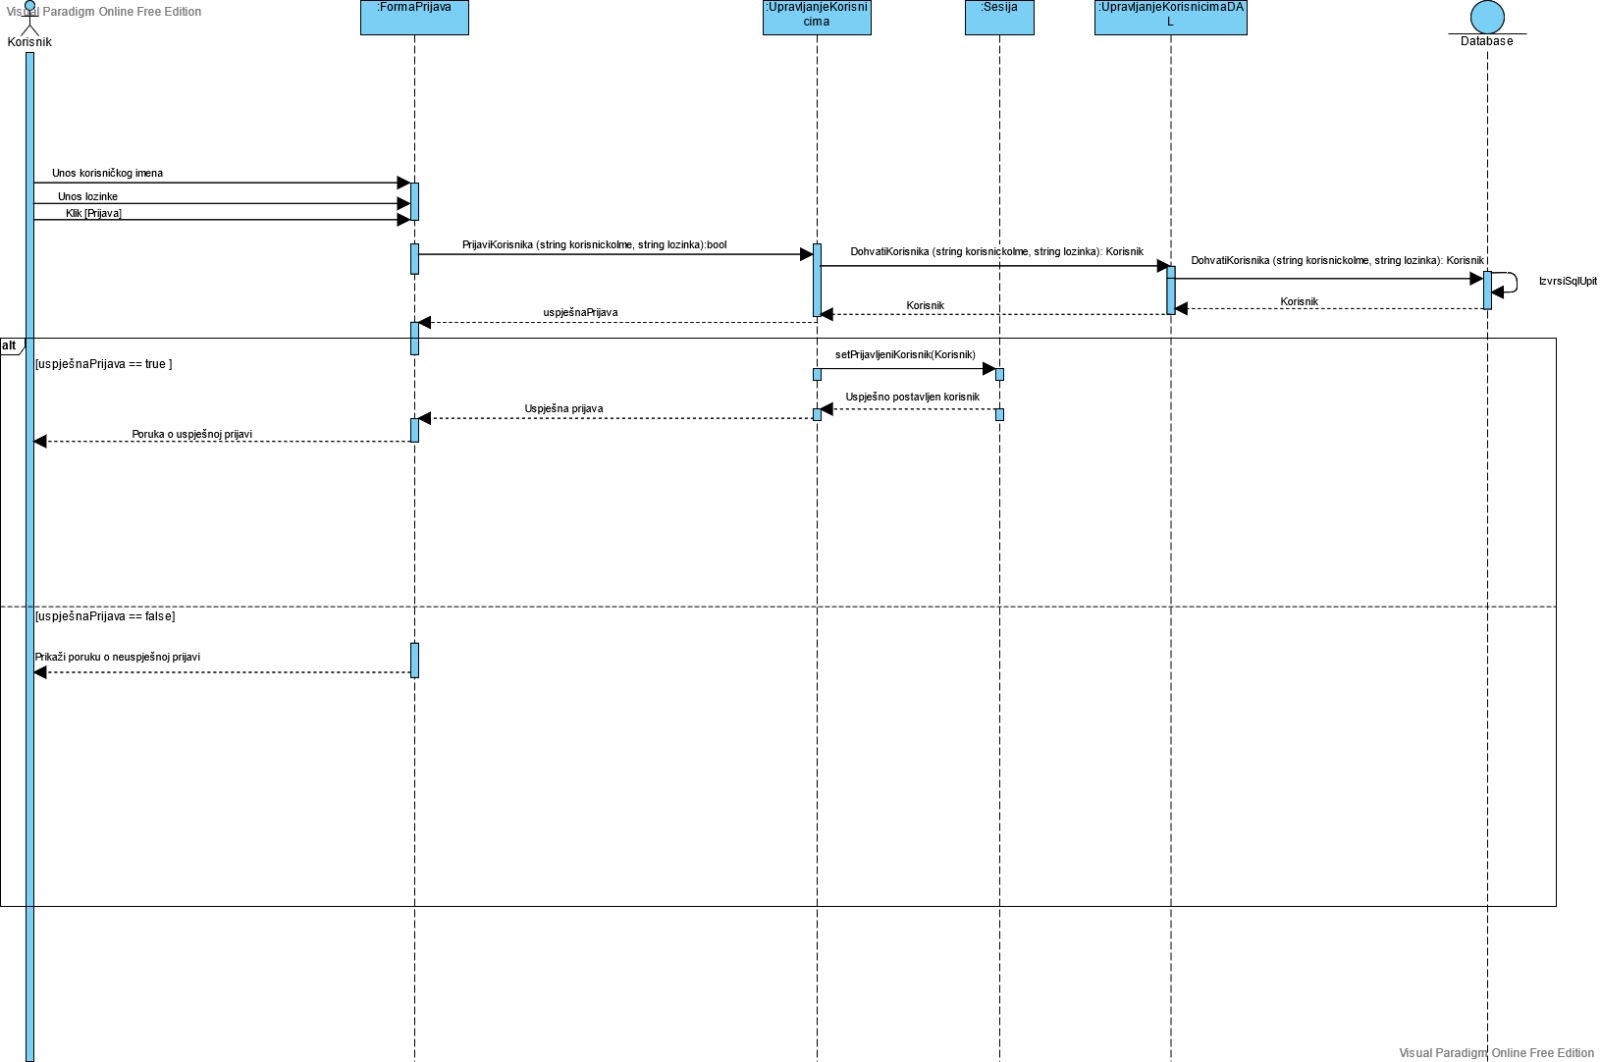 Visual Paradigm Online Free Edition
Korisnik
:FormaPrijava
:UpravljanjeKorisni
cima
:Sesija
:UpravljanjeKorisnicimaDA
L
Database
Unos korisničkog imena
Unos lozinke
Klik [Prijava]
PrijaviKorisnika (string korisnickoIme, string lozinka):bool
DohvatiKorisnika (string korisnickoIme, string lozinka): Korisnik
DohvatiKorisnika (string korisnickoIme, string lozinka): Korisnik
IzvrsiSqlUpit
Korisnik
Korisnik
uspješnaPrijava
alt
[uspješnaPrijava == true ]
setPrijavljeniKorisnik(Korisnik)
Uspješno postavljen korisnik
Uspješna prijava
Poruka o uspješnoj prijavi
[uspješnaPrijava == false]
Prikaži poruku o neuspješnoj prijavi
Visual Paradigm Online Free Edition